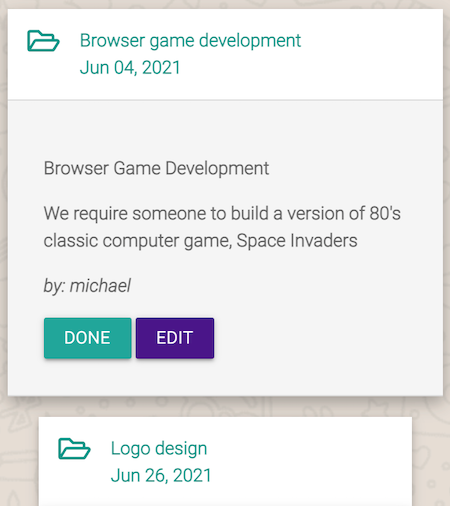 Browser game development
Jun 04, 2021
Browser Game Development
We require someone to build a version of 80's
classic computer game, Space Invaders
by: michael
DONE EDIT
Logo design
Jun 26, 2021